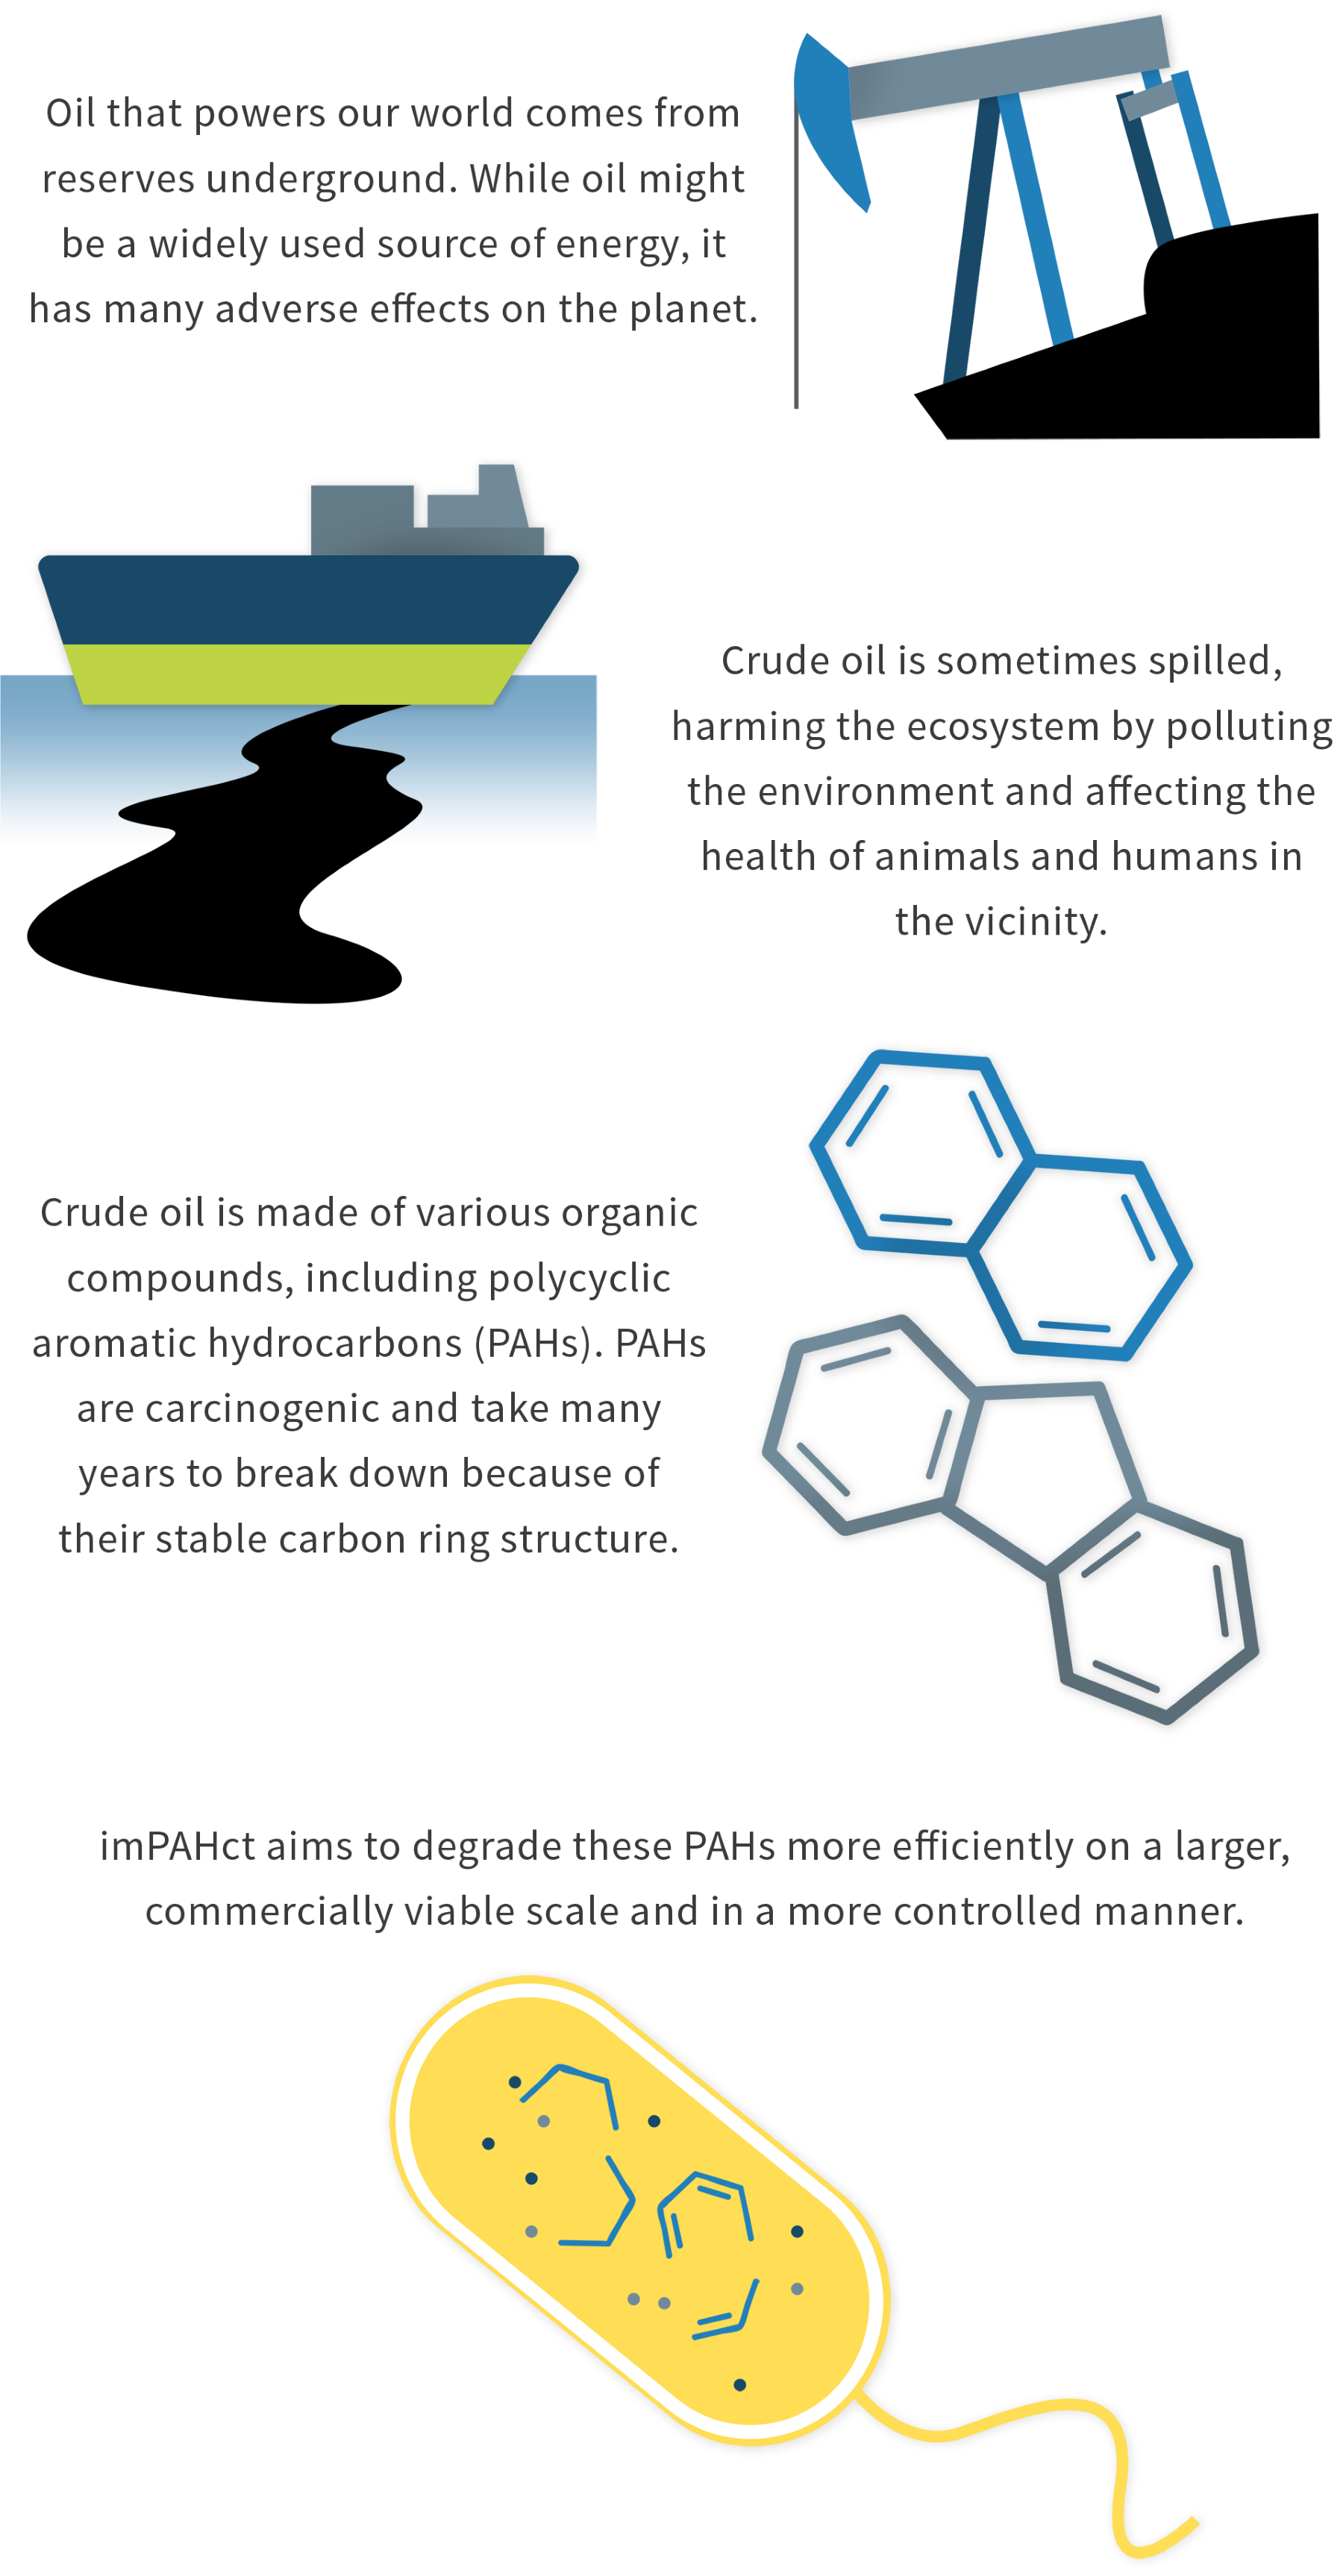 Oil that powers our world comes from
reserves underground. While oil might
be a widely used source of energy, it
has many adverse effects on the planet.
Crude oil is sometimes spilled,
harming the ecosystem by polluting
the environment and affecting the
health of animals and humans in
the vicinity.
Crude oil is made of various organic
compounds, including polycyclic
aromatic hydrocarbons (PAHs). PAHs
are carcinogenic and take many
years to break down because of
their stable carbon ring structure.
imPAHct aims to degrade these PAHs more efficiently on a larger,
commercially viable scale and in a more controlled manner.